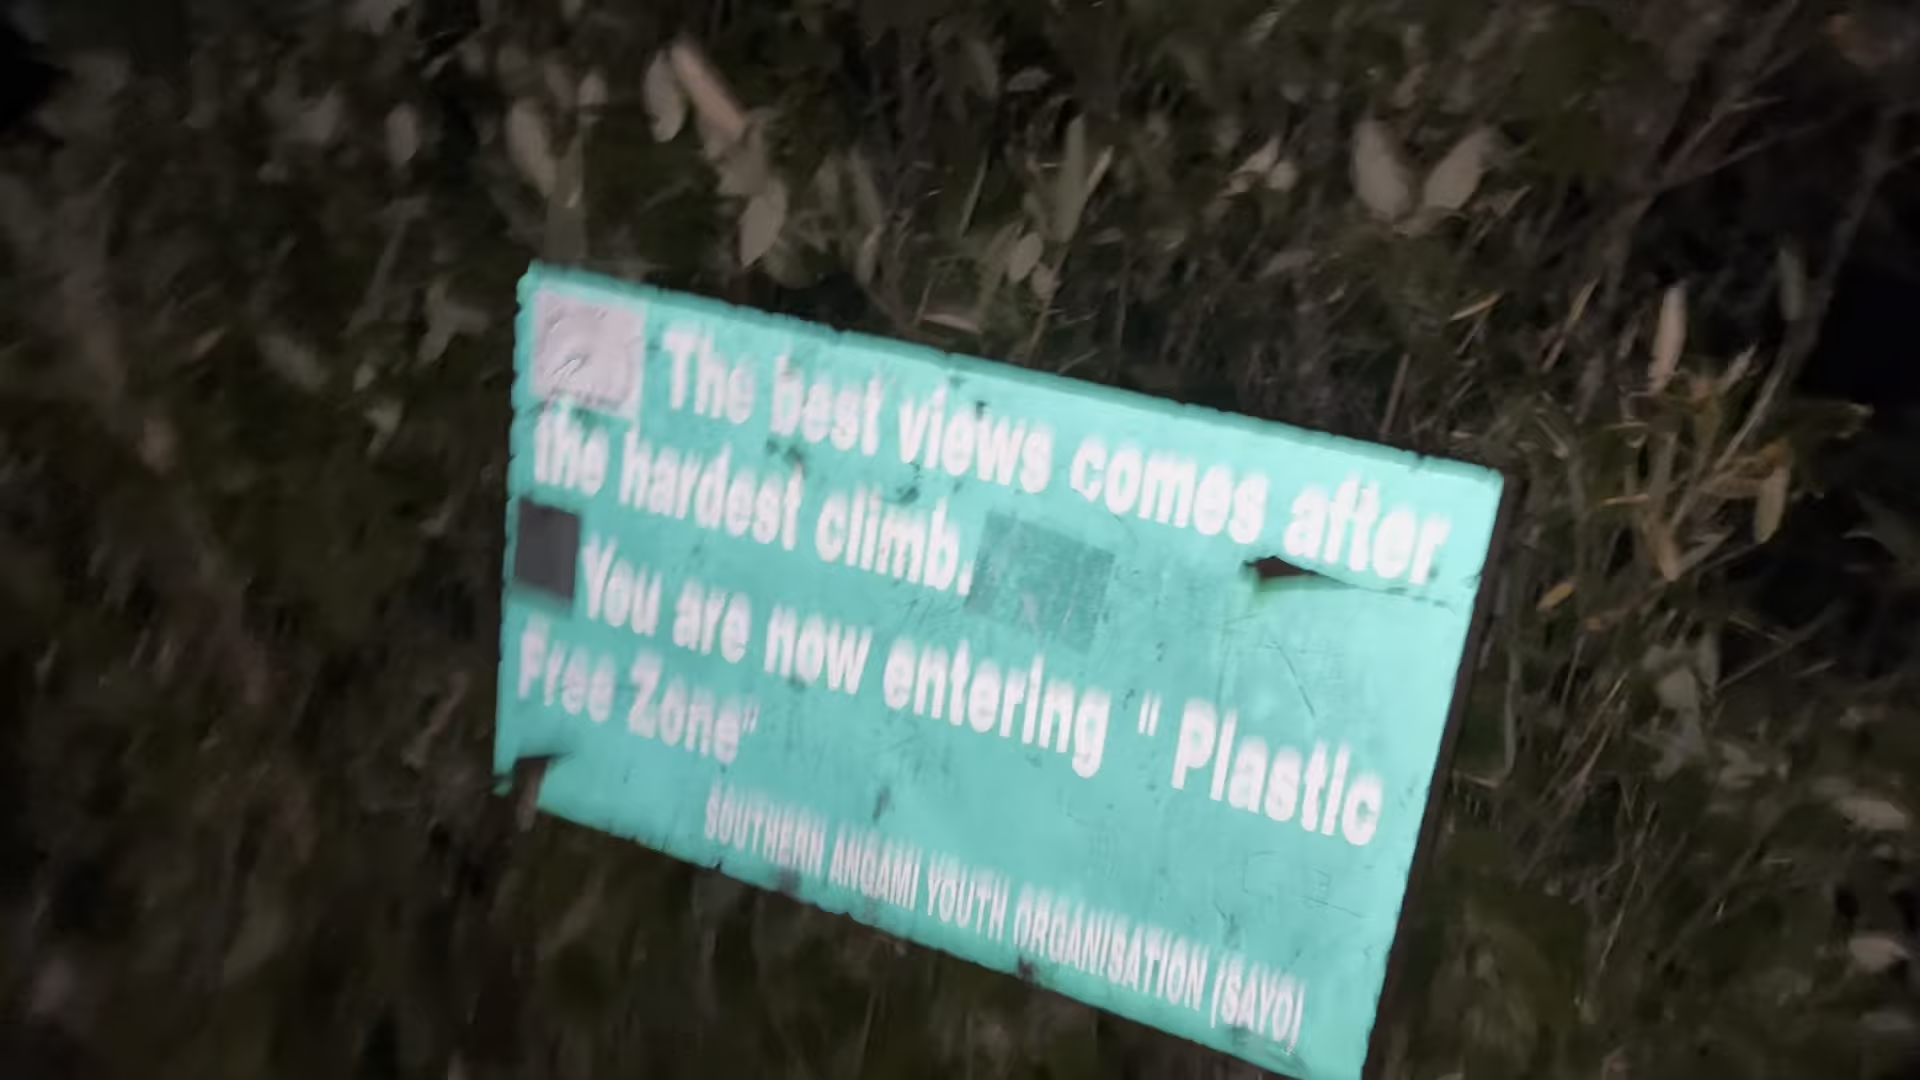 The best views comes after
the hardest climb.
You are now entering " Plastic
Free Zone"
SOUTHERN ANGAMI YOUTH ORGANISATION (SAYO)